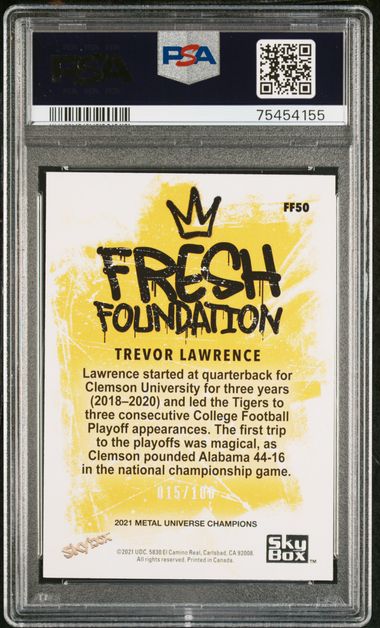 PSA
PSA
75454155
FF50
FRESH
FOUNDATION
TREVOR LAWRENCE
Lawrence started at quarterback for
Clemson University for three years
(2018–2020) and led the Tigers to
three consecutive College Football
Playoff appearances. The first trip
to the playoffs was magical, as
Clemson pounded Alabama 44-16
in the national championship game.
015/100
2021 METAL UNIVERSE CHAMPIONS
skybox
©2021 UDC. 5830 El Camino Real, Carlsbad, CA 92008.
All rights reserved. Printed in Canada.
Sky
Box™